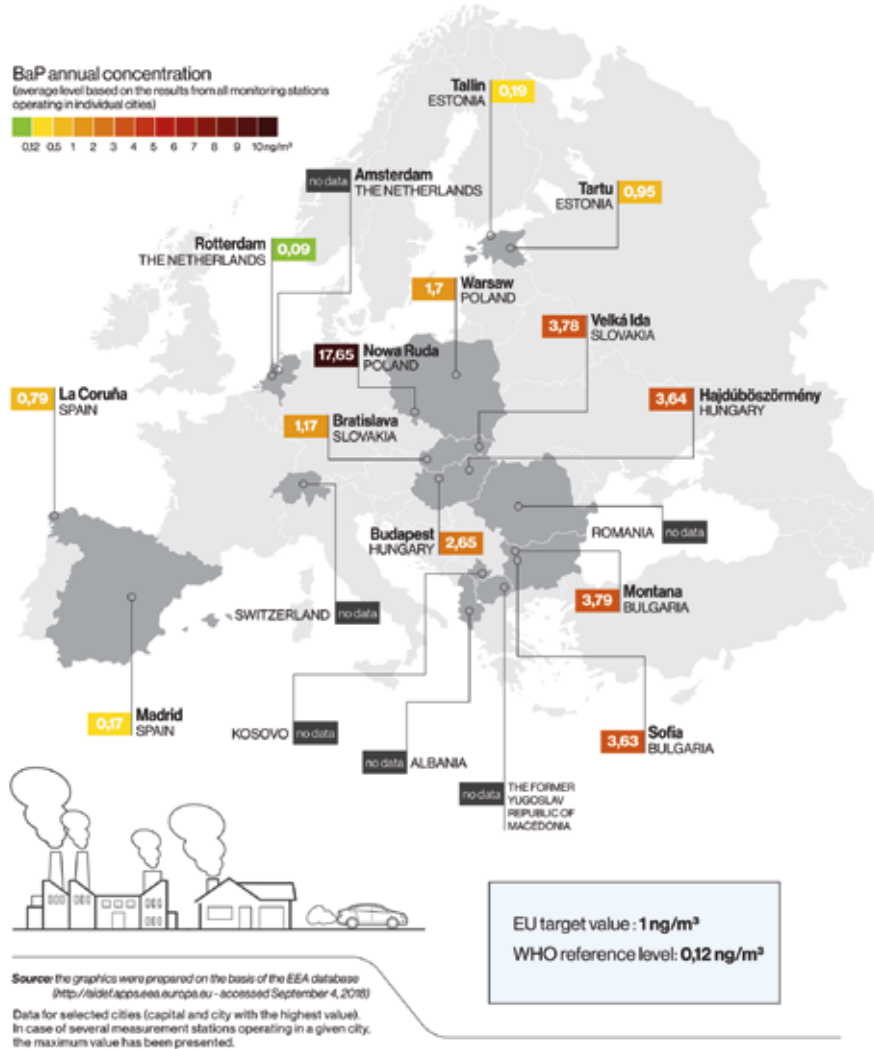 BaP annual concentration
(average level based on the results from all monitoring stations
operating in individual cities)
0,12 0,5 1 2 3 4 5 6 7 8 9 10 ng/m³
Tallin
ESTONIA
0,19
no data
Amsterdam
THE NETHERLANDS
Tartu
ESTONIA
0,95
Rotterdam
THE NETHERLANDS
0,09
1,7
Warsaw
POLAND
3,78
Velká Ida
SLOVAKIA
17,65
Nowa Ruda
POLAND
0,79
La Coruña
SPAIN
3,64
Hajdúböszörmény
HUNGARY
1,17
Bratislava
SLOVAKIA
Budapest
HUNGARY
2,65
ROMANIA
no data
3,79
Montana
BULGARIA
SWITZERLAND
no data
0,17
Madrid
SPAIN
KOSOVO
no data
3,63
Sofia
BULGARIA
no data
ALBANIA
no data
THE FORMER
YUGOSLAV
REPUBLIC OF
MACEDONIA
EU target value : 1 ng/m³
WHO reference level: 0,12 ng/m³
Source: the graphics were prepared on the basis of the EEA database
(http://aidef.apps.eea.europa.eu - accessed September 4, 2018)
Data for selected cities (capital and city with the highest value).
In case of several measurement stations operating in a given city,
the maximum value has been presented.